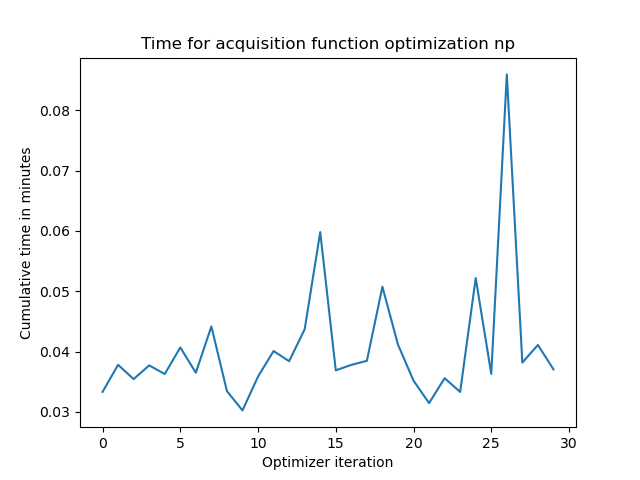 Time for acquisition function optimization np
Cumulative time in minutes
0.08
0.07
0.06
0.05
0.04
0.03
0 5 10 15 20 25 30
Optimizer iteration